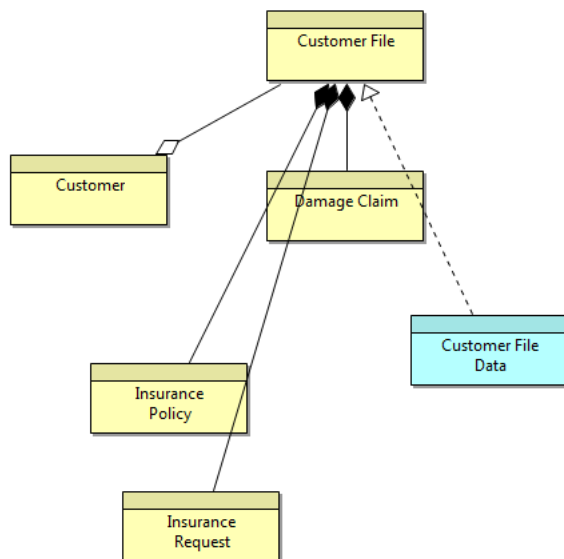 Customer File
Customer
Damage Claim
Customer File
Data
Insurance
Policy
Insurance
Request